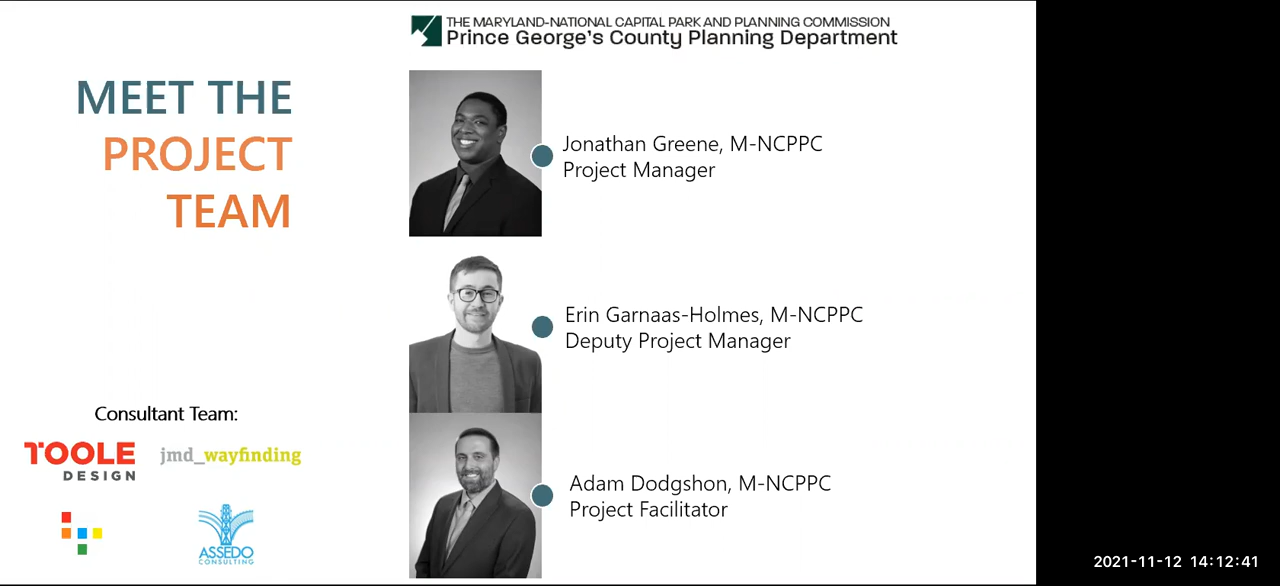 THE MARYLAND-NATIONAL CAPITAL PARK AND PLANNING COMMISSION
Prince George's County Planning Department
MEET THE
PROJECT
TEAM
Jonathan Greene, M-NCPPC
Project Manager
Erin Garnaas-Holmes, M-NCPPC
Deputy Project Manager
Adam Dodgshon, M-NCPPC
Project Facilitator
Consultant Team:
TOOLE
DESIGN
jmd_wayfinding
ASSEDO
CONSULTING
2021-11-12 14:12:41